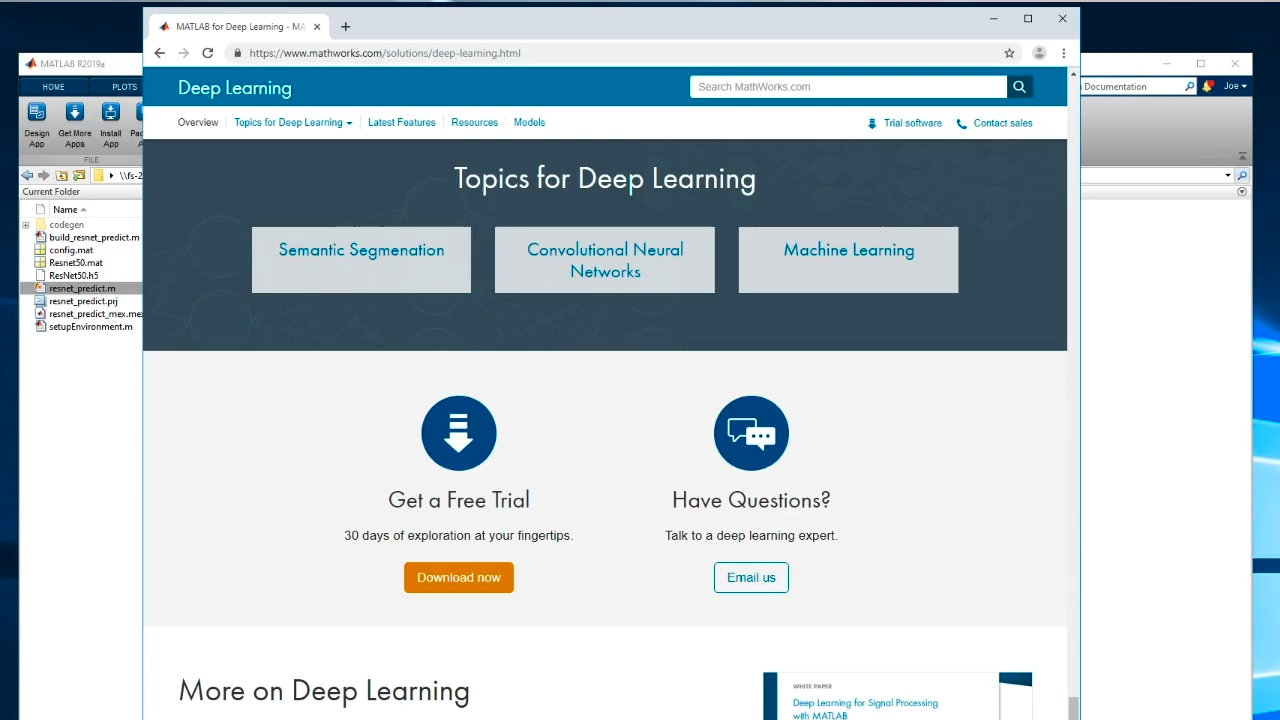 MATLAB for Deep Learning - MA
https://www.mathworks.com/solutions/deep-learning.html
MATLAB R2019a
HOME
PLOTS
Documentation
Joe
Design
App
Get More
Apps
Install
App
FILE
\\fs-2
Current Folder
Name
codegen
build_resnet_predict.m
config.mat
Resnet50.mat
ResNet50.h5
resnet_predict.m
resnet_predict.prj
resnet_predict_mex.mex
setupEnvironment.m
Deep Learning
Search MathWorks.com
Overview
Topics for Deep Learning
Latest Features
Resources
Models
Trial software
Contact sales
Topics for Deep Learning
Semantic Segmenation
Convolutional Neural
Networks
Machine Learning
Get a Free Trial
30 days of exploration at your fingertips.
Download now
Have Questions?
Talk to a deep learning expert.
Email us
More on Deep Learning
WHITE PAPER
Deep Learning for Signal Processing
with MATLAB